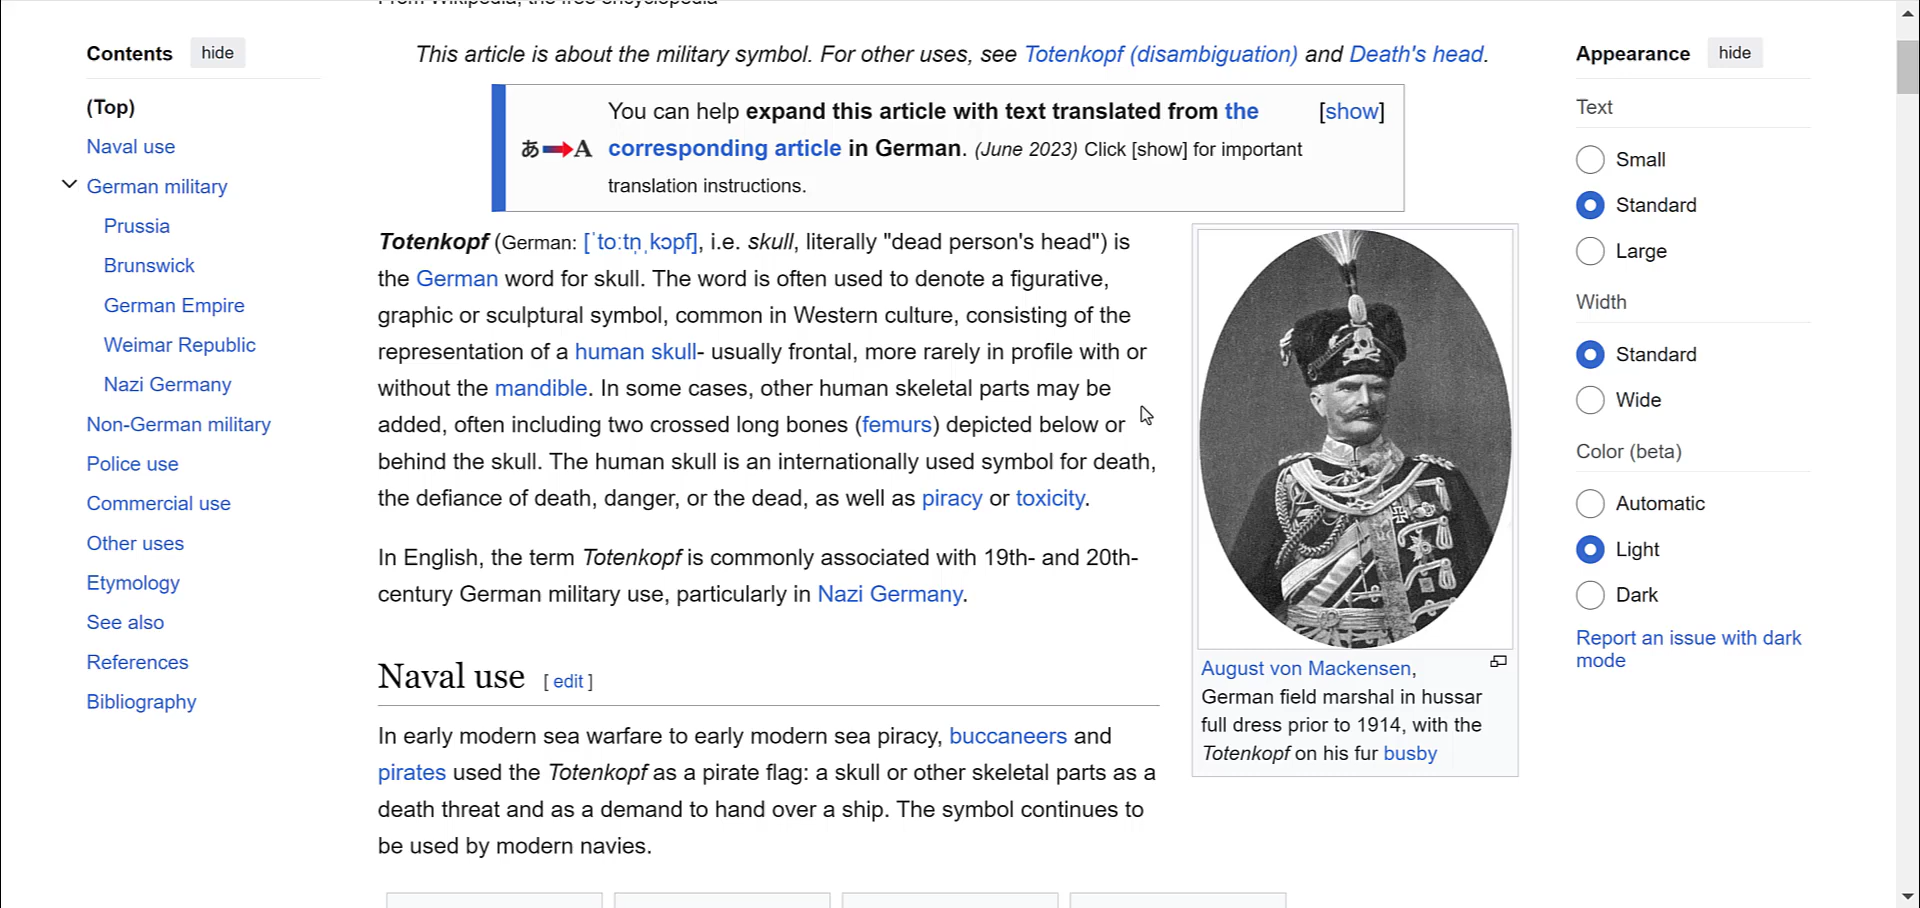 Contents hide
(Top)
Naval use
German military
Prussia
Brunswick
German Empire
Weimar Republic
Nazi Germany
Non-German military
Police use
Commercial use
Other uses
Etymology
See also
References
Bibliography
From Wikipedia, the free encyclopedia
This article is about the military symbol. For other uses, see Totenkopf (disambiguation) and Death's head.
You can help expand this article with text translated from the [show]
あ A corresponding article in German. (June 2023) Click [show] for important
translation instructions.
Totenkopf (German: [ˈtoːtn̩ˌkɔpf], i.e. skull, literally "dead person's head") is
the German word for skull. The word is often used to denote a figurative,
graphic or sculptural symbol, common in Western culture, consisting of the
representation of a human skull- usually frontal, more rarely in profile with or
without the mandible. In some cases, other human skeletal parts may be
added, often including two crossed long bones (femurs) depicted below or
behind the skull. The human skull is an internationally used symbol for death,
the defiance of death, danger, or the dead, as well as piracy or toxicity.
In English, the term Totenkopf is commonly associated with 19th- and 20th-
century German military use, particularly in Nazi Germany.
August von Mackensen,
German field marshal in hussar
full dress prior to 1914, with the
Totenkopf on his fur busby
Naval use [ edit ]
In early modern sea warfare to early modern sea piracy, buccaneers and
pirates used the Totenkopf as a pirate flag: a skull or other skeletal parts as a
death threat and as a demand to hand over a ship. The symbol continues to
be used by modern navies.
Appearance hide
Text
Small
Standard
Large
Width
Standard
Wide
Color (beta)
Automatic
Light
Dark
Report an issue with dark
mode